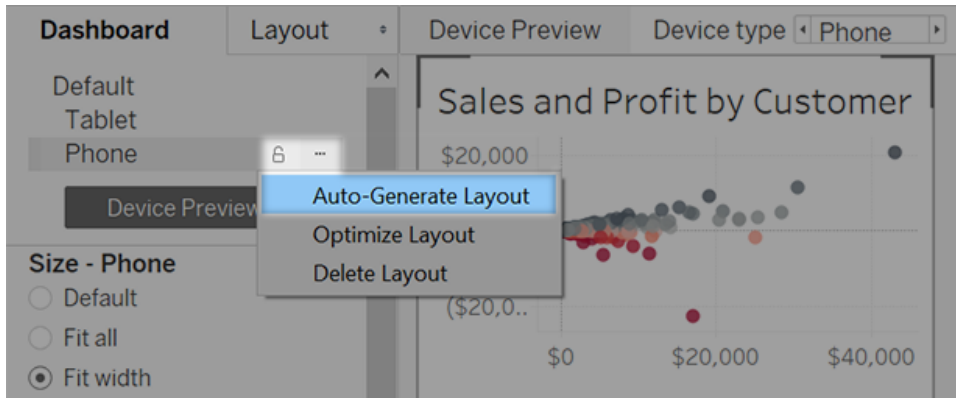 Dashboard
Layout
Device Preview
Device type
Phone
Default
Tablet
Phone
Device Preview
Auto-Generate Layout
Optimize Layout
Delete Layout
Size - Phone
Default
Fit all
Fit width
Sales and Profit by Customer
$20,000
($20,0..
$0
$20,000
$40,000